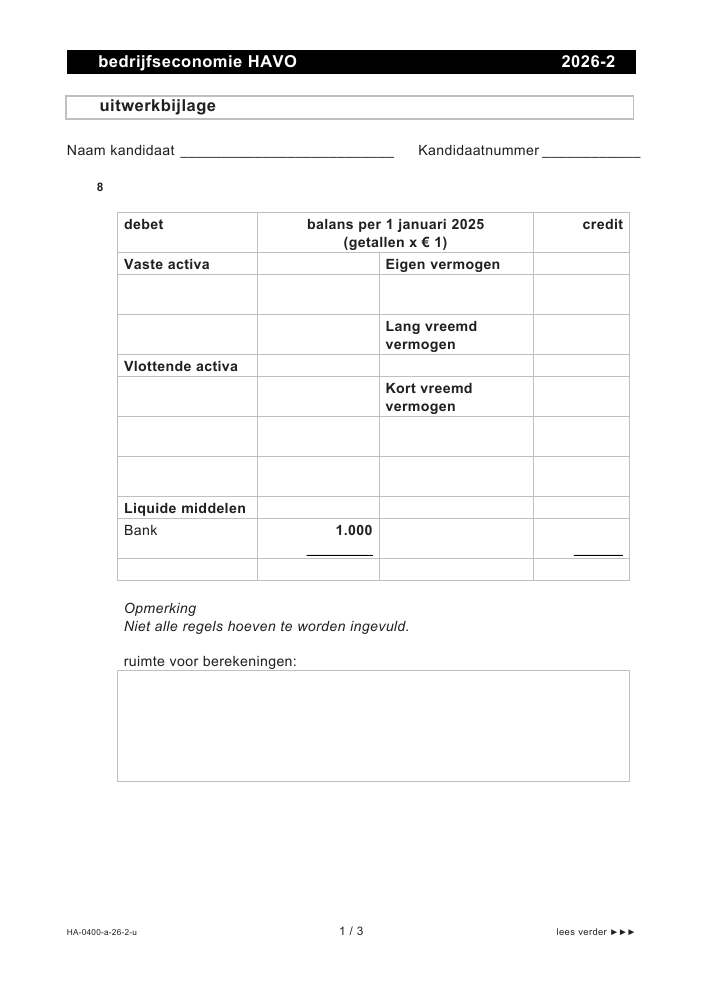 bedrijfseconomie HAVO 2026-2
uitwerkbijlage
Naam kandidaat __________________________ Kandidaatnummer ____________
8
debet balans per 1 januari 2025 credit
(getallen x € 1)
Vaste activa Eigen vermogen
Lang vreemd
vermogen
Vlottende activa
Kort vreemd
vermogen
Liquide middelen
Bank 1.000
Opmerking
Niet alle regels hoeven te worden ingevuld.
ruimte voor berekeningen:
HA-0400-a-26-2-u 1 / 3 lees verder ►►►